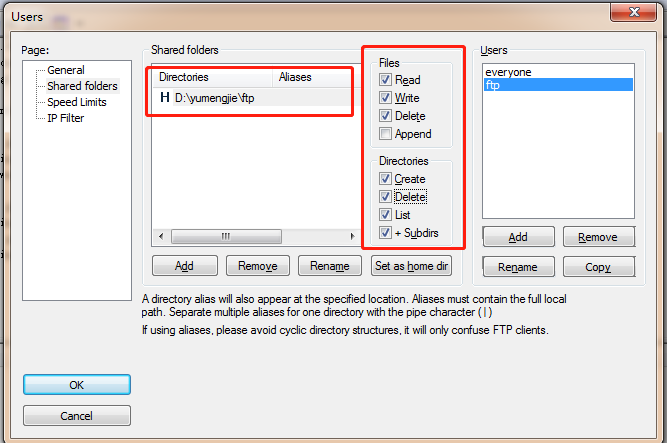 Users
Page:
General
Shared folders
Speed Limits
IP Filter
Shared folders
Directories Aliases
H D:\yumengjie\ftp
Files
Read
Write
Delete
Append
Directories
Create
Delete
List
+ Subdirs
Add Remove Rename Set as home dir
Users
everyone
ftp
Add Remove
Rename Copy
A directory alias will also appear at the specified location. Aliases must contain the full local
path. Separate multiple aliases for one directory with the pipe character (|)
If using aliases, please avoid cyclic directory structures, it will only confuse FTP clients.
OK
Cancel